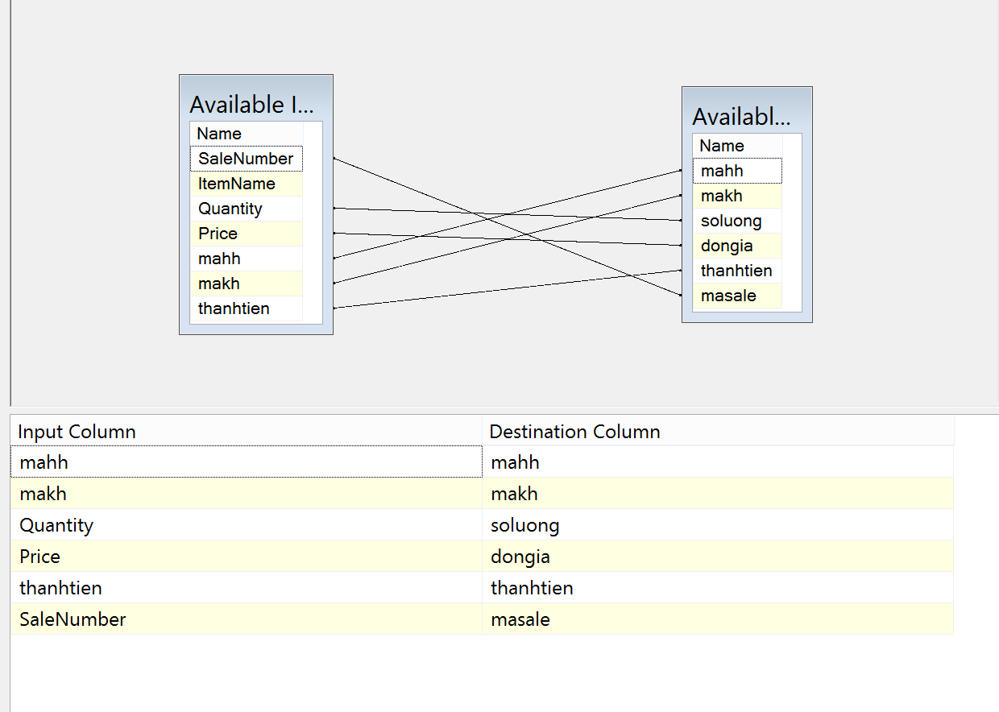 Available I...
Name
SaleNumber
ItemName
Quantity
Price
mahh
makh
thanhtien
Availabl...
Name
mahh
makh
soluong
dongia
thanhtien
masale
Input Column Destination Column
mahh mahh
makh makh
Quantity soluong
Price dongia
thanhtien thanhtien
SaleNumber masale